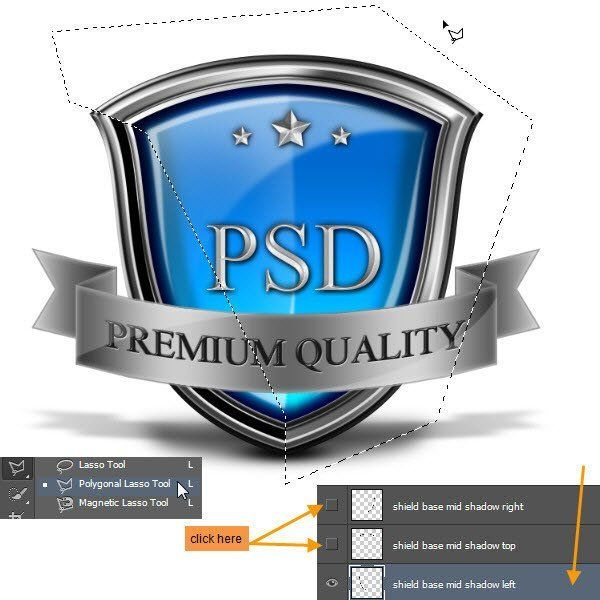 PSD
PREMIUM QUALITY
Lasso Tool L
Polygonal Lasso Tool L
Magnetic Lasso Tool L
click here
shield base mid shadow right
shield base mid shadow top
shield base mid shadow left